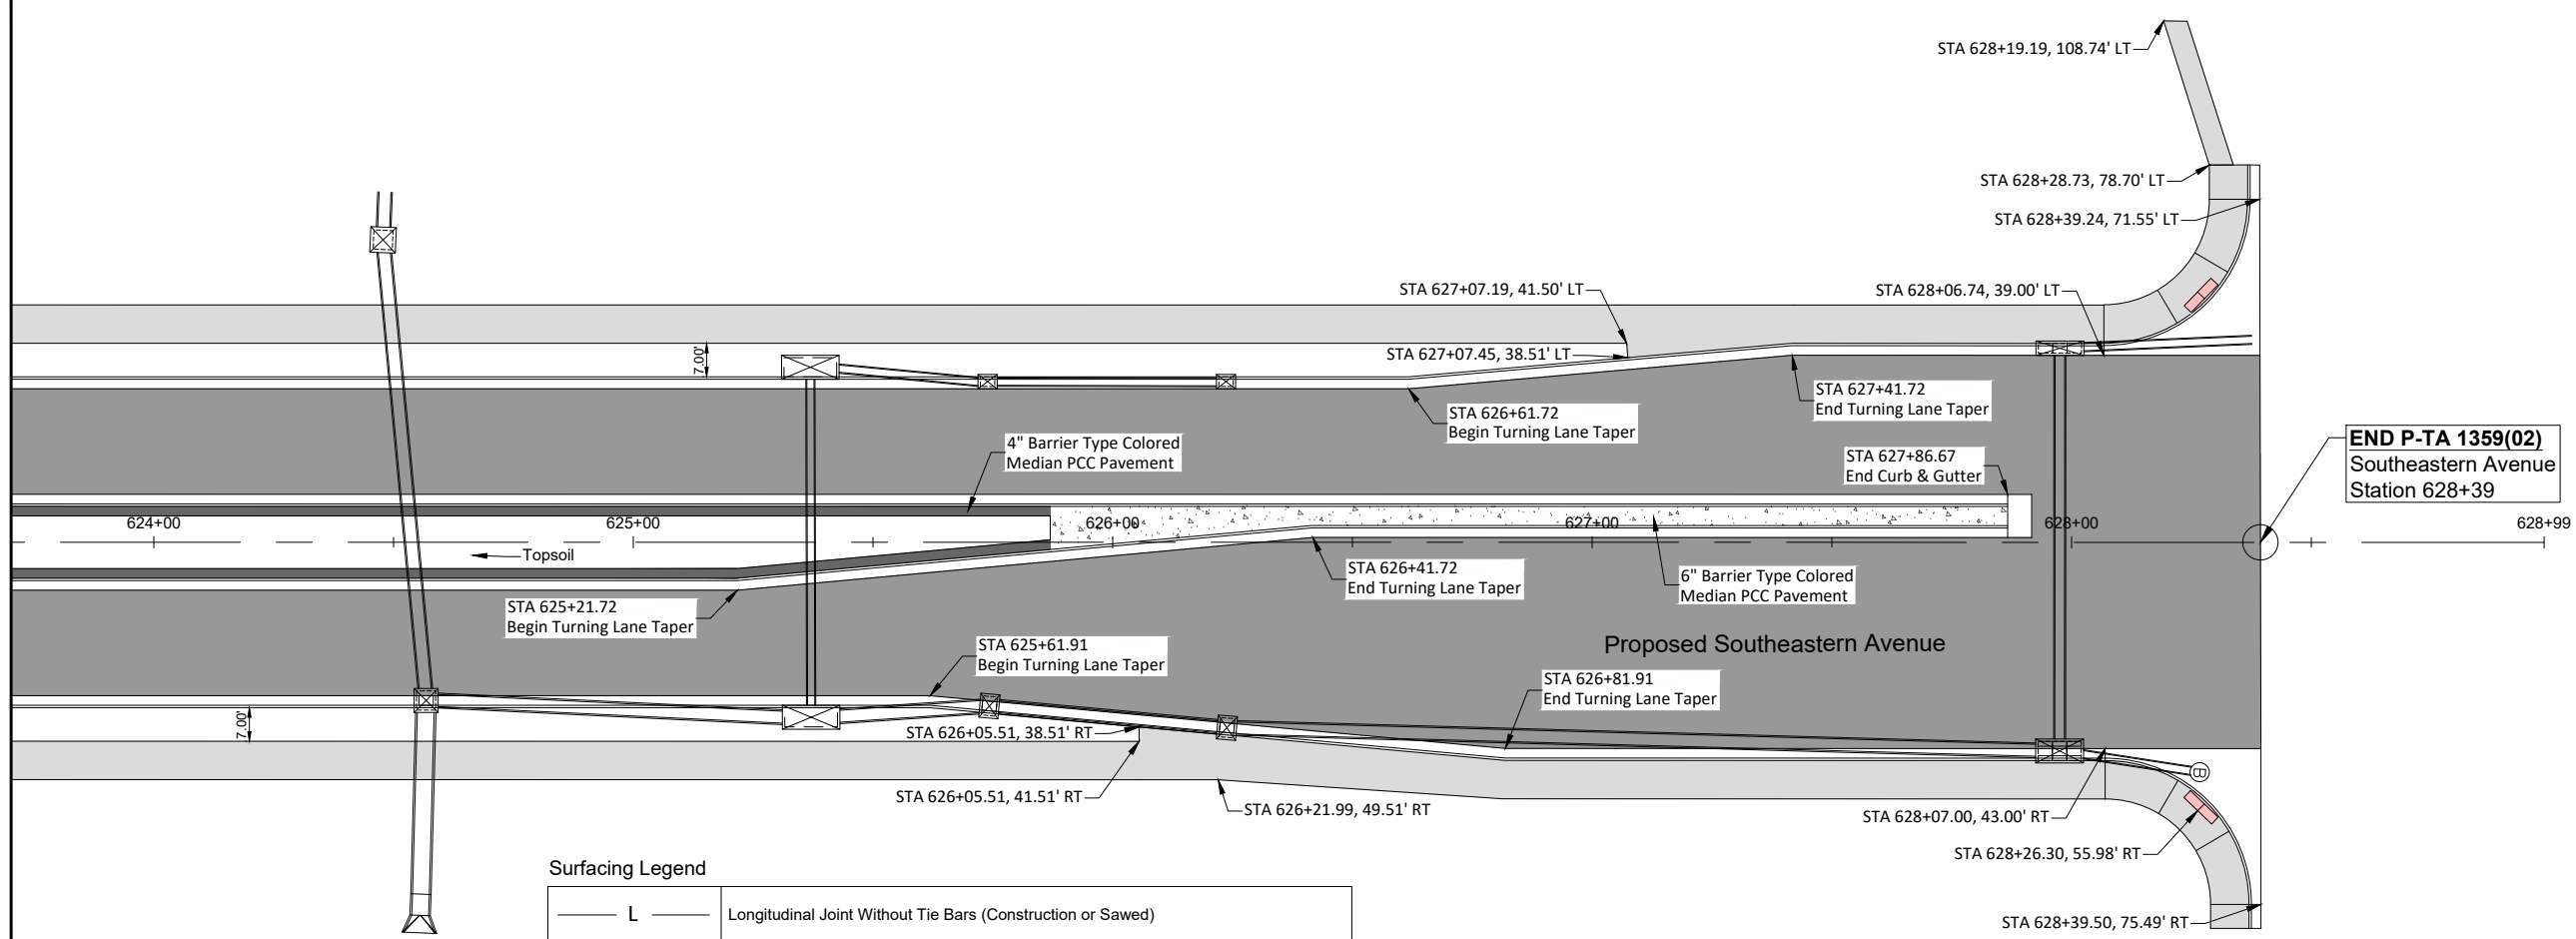 STA 628+19.19, 108.74' LT
STA 628+28.73, 78.70' LT
STA 628+39.24, 71.55' LT
STA 627+07.19, 41.50' LT
STA 628+06.74, 39.00' LT
7.00'
STA 627+07.45, 38.51' LT
STA 627+41.72
End Turning Lane Taper
STA 626+61.72
Begin Turning Lane Taper
4" Barrier Type Colored
Median PCC Pavement
STA 627+86.67
End Curb & Gutter
END P-TA 1359(02)
Southeastern Avenue
Station 628+39
624+00
625+00
626+00
627+00
628+00
628+99
Topsoil
STA 626+41.72
End Turning Lane Taper
6" Barrier Type Colored
Median PCC Pavement
STA 625+21.72
Begin Turning Lane Taper
STA 625+61.91
Begin Turning Lane Taper
Proposed Southeastern Avenue
STA 626+81.91
End Turning Lane Taper
7.00'
STA 626+05.51, 38.51' RT
B
STA 626+05.51, 41.51' RT
STA 626+21.99, 49.51' RT
STA 628+07.00, 43.00' RT
STA 628+26.30, 55.98' RT
STA 628+39.50, 75.49' RT
Surfacing Legend
L
Longitudinal Joint Without Tie Bars (Construction or Sawed)